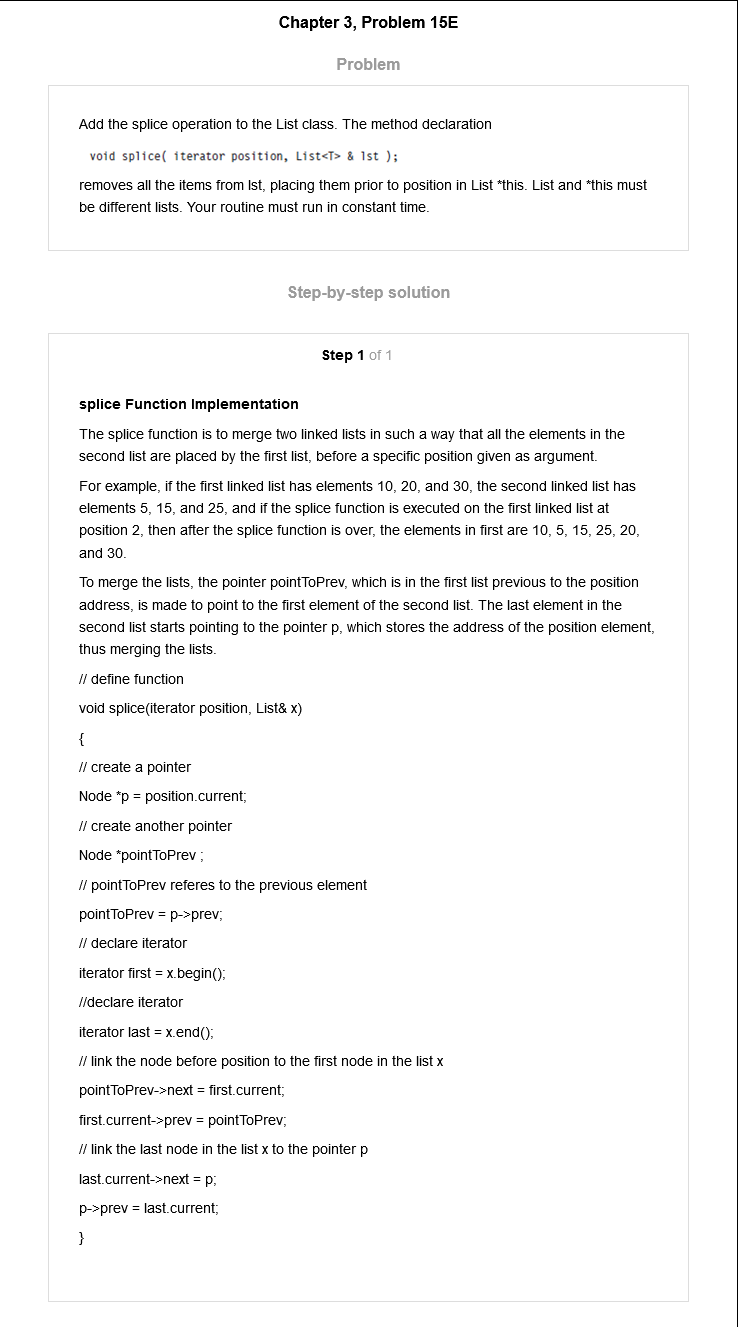 Chapter 3, Problem 15E
Problem
Add the splice operation to the List class. The method declaration
void splice( iterator position, List<T> & lst );
removes all the items from lst, placing them prior to position in List *this. List and *this must
be different lists. Your routine must run in constant time.
Step-by-step solution
Step 1 of 1
splice Function Implementation
The splice function is to merge two linked lists in such a way that all the elements in the
second list are placed by the first list, before a specific position given as argument.
For example, if the first linked list has elements 10, 20, and 30, the second linked list has
elements 5, 15, and 25, and if the splice function is executed on the first linked list at
position 2, then after the splice function is over, the elements in first are 10, 5, 15, 25, 20,
and 30.
To merge the lists, the pointer pointToPrev, which is in the first list previous to the position
address, is made to point to the first element of the second list. The last element in the
second list starts pointing to the pointer p, which stores the address of the position element,
thus merging the lists.
// define function
void splice(iterator position, List& x)
{
// create a pointer
Node *p = position.current;
// create another pointer
Node *pointToPrev ;
// pointToPrev referes to the previous element
pointToPrev = p->prev;
// declare iterator
iterator first = x.begin();
//declare iterator
iterator last = x.end();
// link the node before position to the first node in the list x
pointToPrev->next = first.current;
first.current->prev = pointToPrev;
// link the last node in the list x to the pointer p
last.current->next = p;
p->prev = last.current;
}